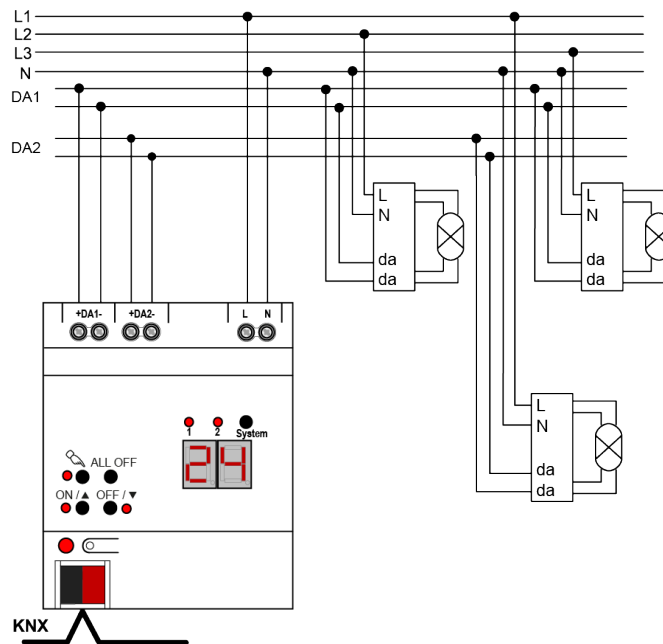 L1
L2
L3
N
DA1
DA2
L
N
da
da
L
N
da
da
+DA1-
+DA2-
L
N
1
2
System
24
ALL OFF
ON / ▲
OFF / ▼
L
N
da
da
KNX